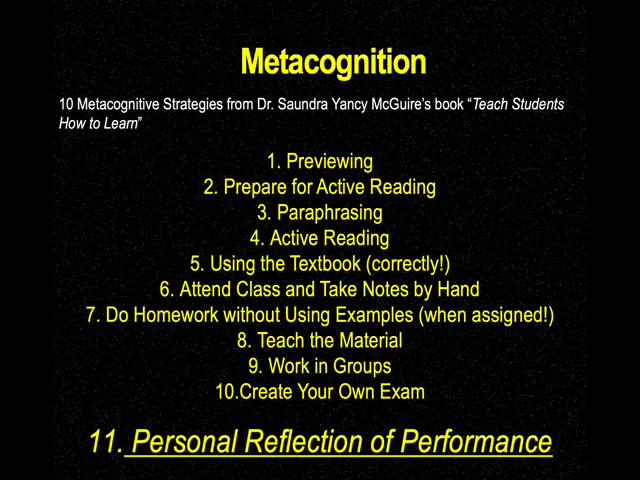 Metacognition
10 Metacognitive Strategies from Dr. Saundra Yancy McGuire's book “Teach Students
How to Learn”
1. Previewing
2. Prepare for Active Reading
3. Paraphrasing
4. Active Reading
5. Using the Textbook (correctly!)
6. Attend Class and Take Notes by Hand
7. Do Homework without Using Examples (when assigned!)
8. Teach the Material
9. Work in Groups
10.Create Your Own Exam
11. Personal Reflection of Performance